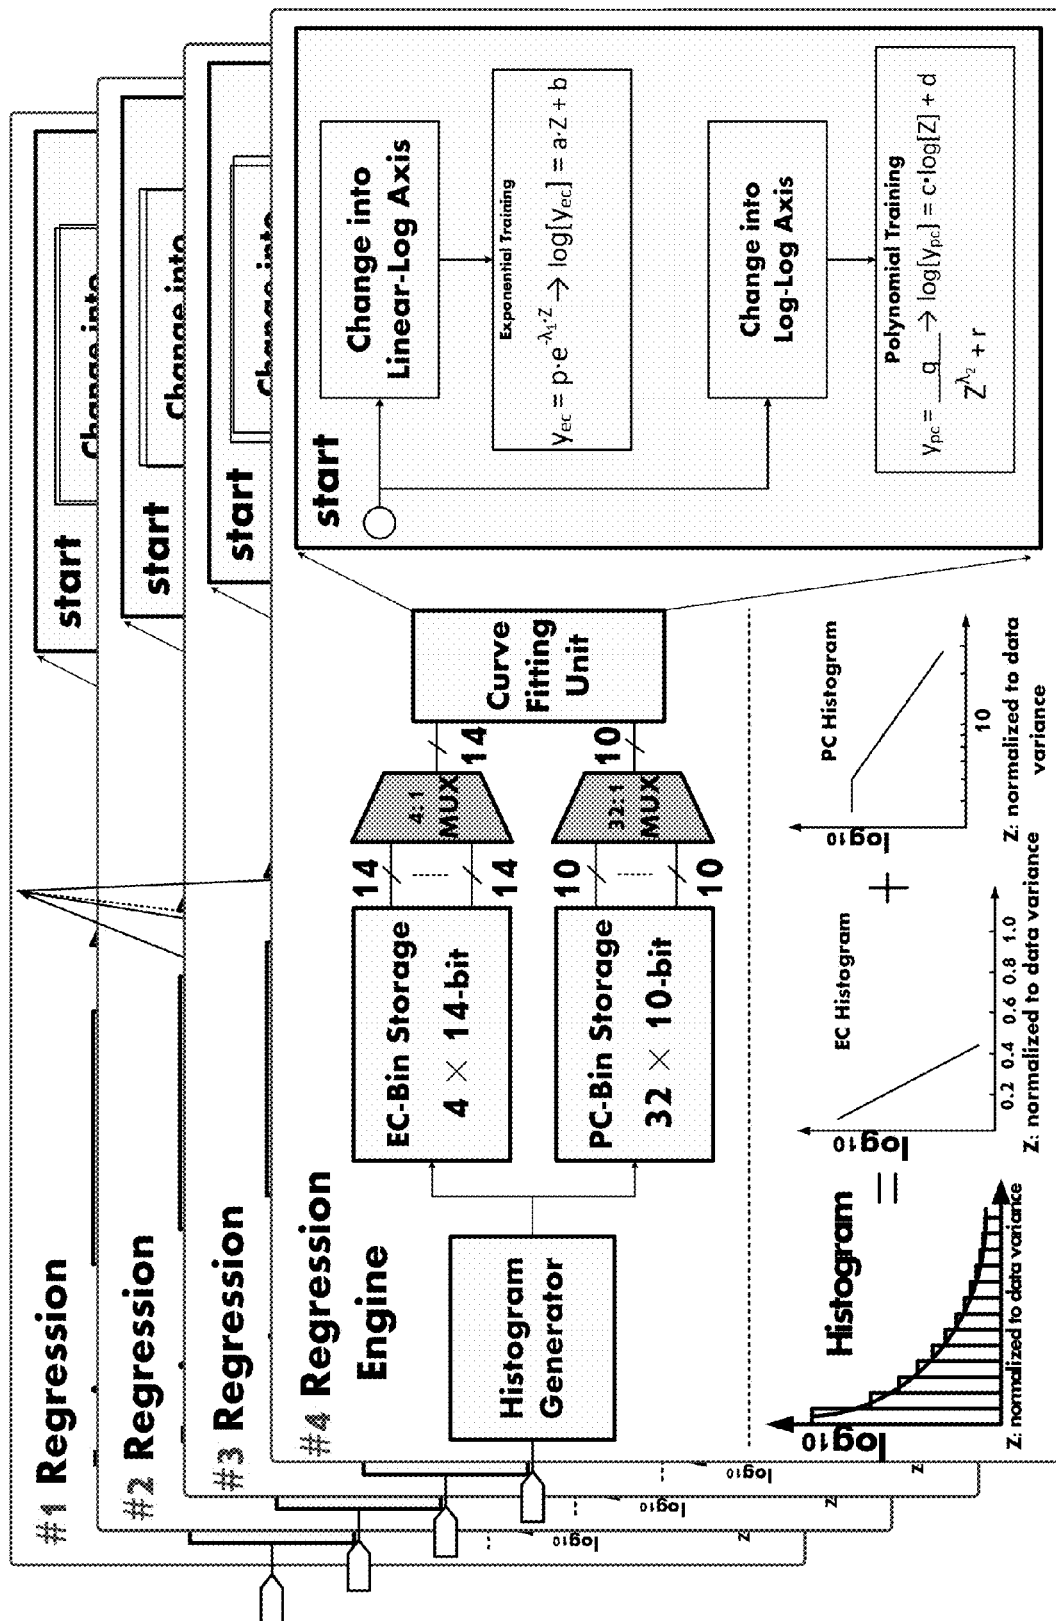 #1 Regression
start
Change into
#2 Regression
start
Change into
#3 Regression
start
Change into
#4 Regression
Engine
Histogram
Generator
EC-Bin Storage
4 × 14-bit
PC-Bin Storage
32 × 10-bit
14
14
10
10
4:1
MUX
32:1
MUX
14
10
Curve
Fitting
Unit
start
Change into
Linear-Log Axis
Exponential Training
y_ec = p·e^-λ₁·Z → log[y_ec] = a·Z + b
Change into
Log-Log Axis
Polynomial Training
y_pc = __q__ → log[y_pc] = c·log[Z] + d
Z^λ₂ + r
Histogram
log10
Z: normalized to data variance
=
EC Histogram
log10
0.2 0.4 0.6 0.8 1.0
Z: normalized to data variance
+
PC Histogram
log10
10
Z: normalized to data
variance
log10
Z
log10
Z
log10
Z